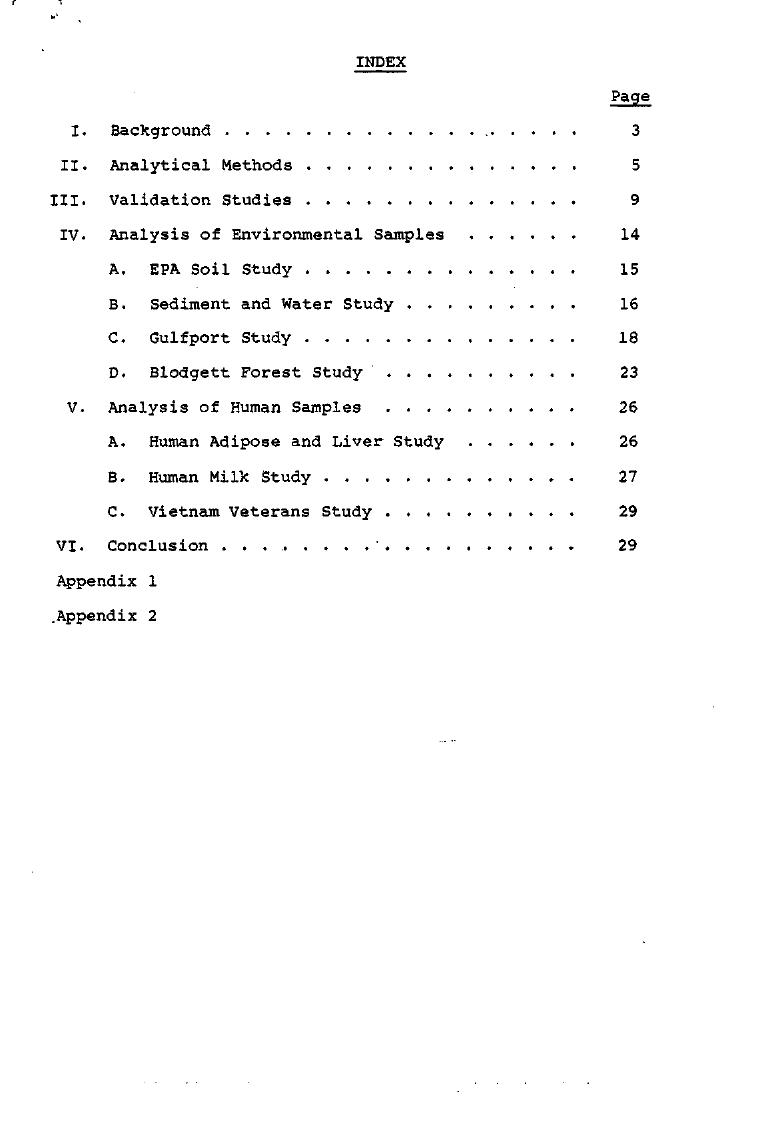 INDEX
Page
I. Background . . . . . . . . . . . . . . . . . . 3
II. Analytical Methods . . . . . . . . . . . . . . 5
III. Validation Studies . . . . . . . . . . . . . . 9
IV. Analysis of Environmental Samples . . . . . . 14
A. EPA Soil Study . . . . . . . . . . . . . . 15
B. Sediment and Water Study . . . . . . . . . 16
C. Gulfport Study . . . . . . . . . . . . . . 18
D. Blodgett Forest Study . . . . . . . . . . 23
V. Analysis of Human Samples . . . . . . . . . . 26
A. Human Adipose and Liver Study . . . . . . 26
B. Human Milk Study . . . . . . . . . . . . . 27
C. Vietnam Veterans Study . . . . . . . . . . 29
VI. Conclusion . . . . . . . . . . . . . . . . . . 29
Appendix 1
Appendix 2